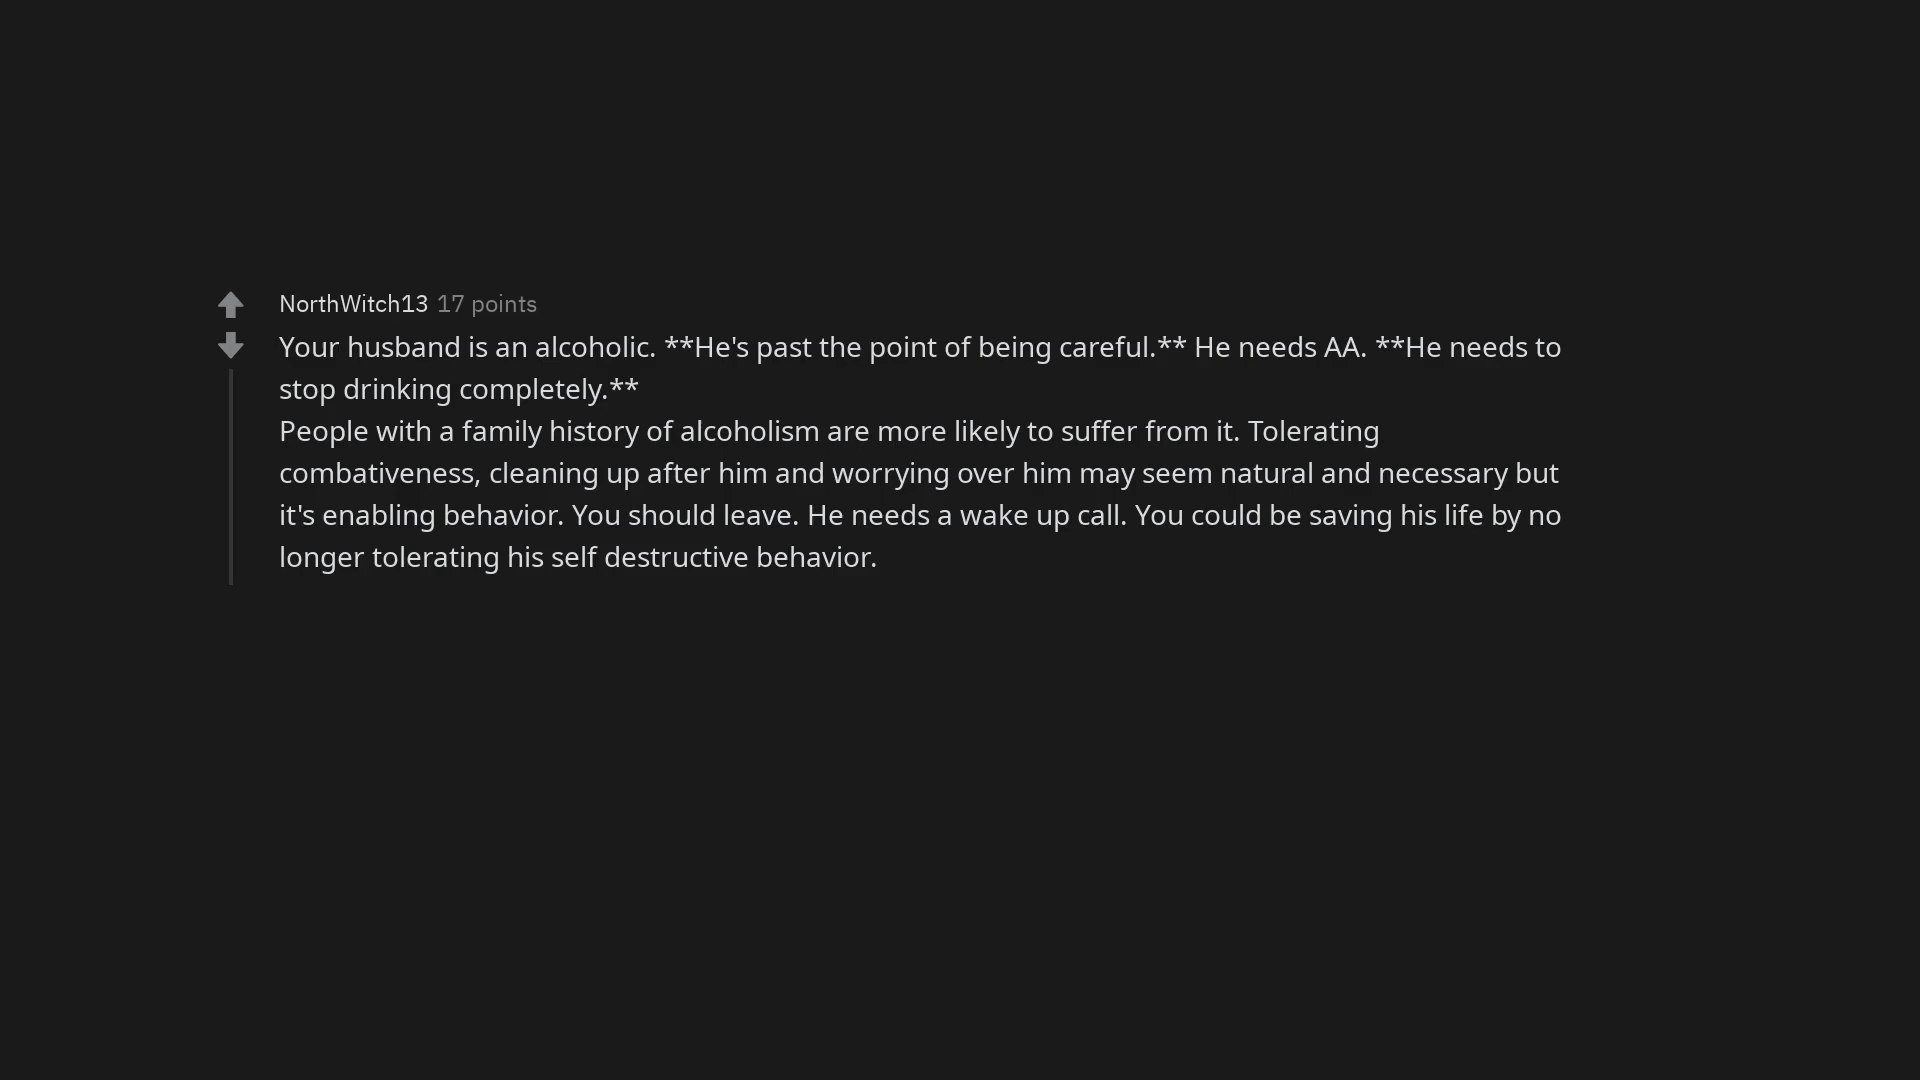 NorthWitch13 17 points
Your husband is an alcoholic. **He's past the point of being careful.** He needs AA. **He needs to
stop drinking completely.**
People with a family history of alcoholism are more likely to suffer from it. Tolerating
combativeness, cleaning up after him and worrying over him may seem natural and necessary but
it's enabling behavior. You should leave. He needs a wake up call. You could be saving his life by no
longer tolerating his self destructive behavior.